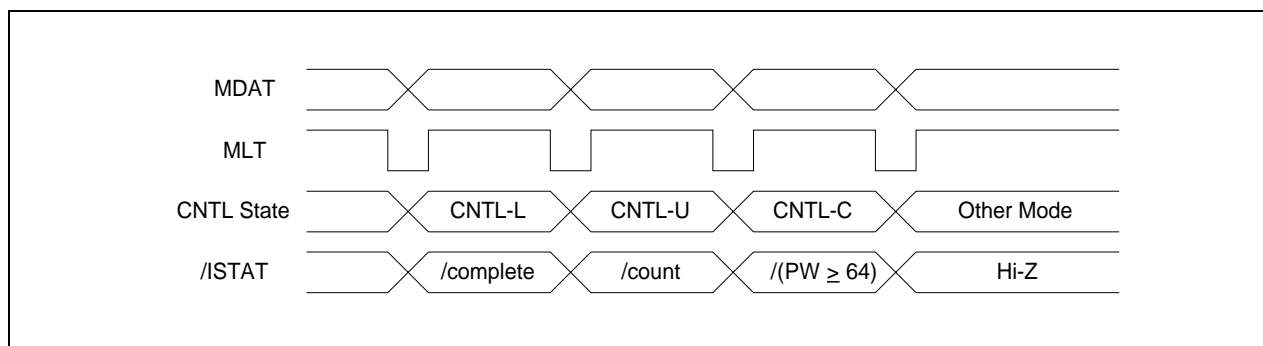 MDAT
MLT
CNTL State CNTL-L CNTL-U CNTL-C Other Mode
/ISTAT /complete /count /(PW ≥ 64) Hi-Z